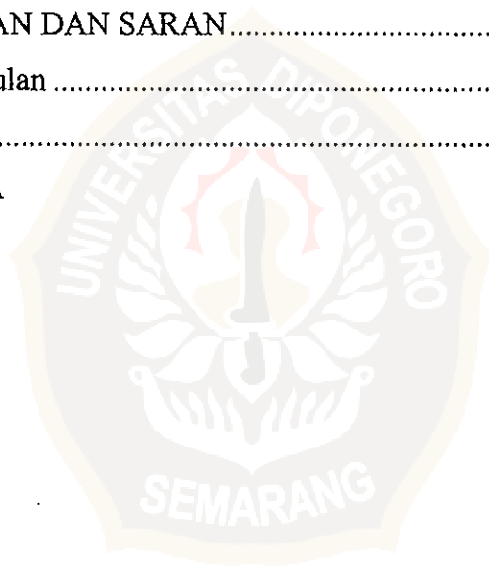 AN DAN SARAN..........................................
ulan ......................................................................
..............................................................................
A
UNIVERSITAS DIPONEGORO
SEMARANG